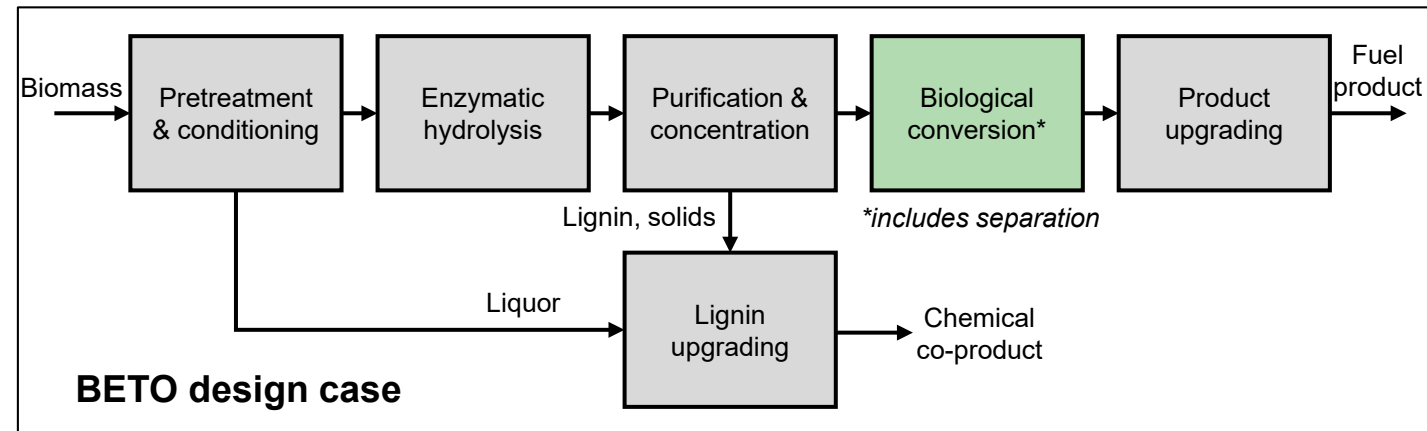 Biomass
Pretreatment
& conditioning
Enzymatic
hydrolysis
Purification &
concentration
Biological
conversion*
Product
upgrading
Fuel
product
Lignin, solids
*includes separation
Liquor
Lignin
upgrading
Chemical
co-product
BETO design case